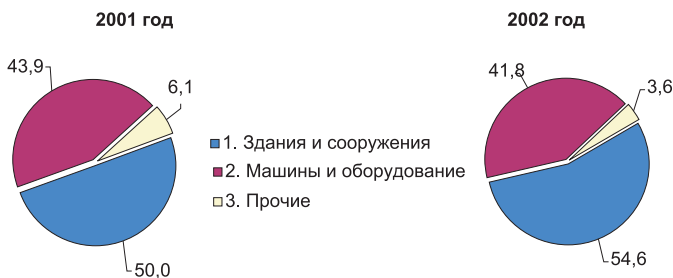 2001 год
43,9
6,1
50,0
1. Здания и сооружения
2. Машины и оборудование
3. Прочие
2002 год
41,8
3,6
54,6